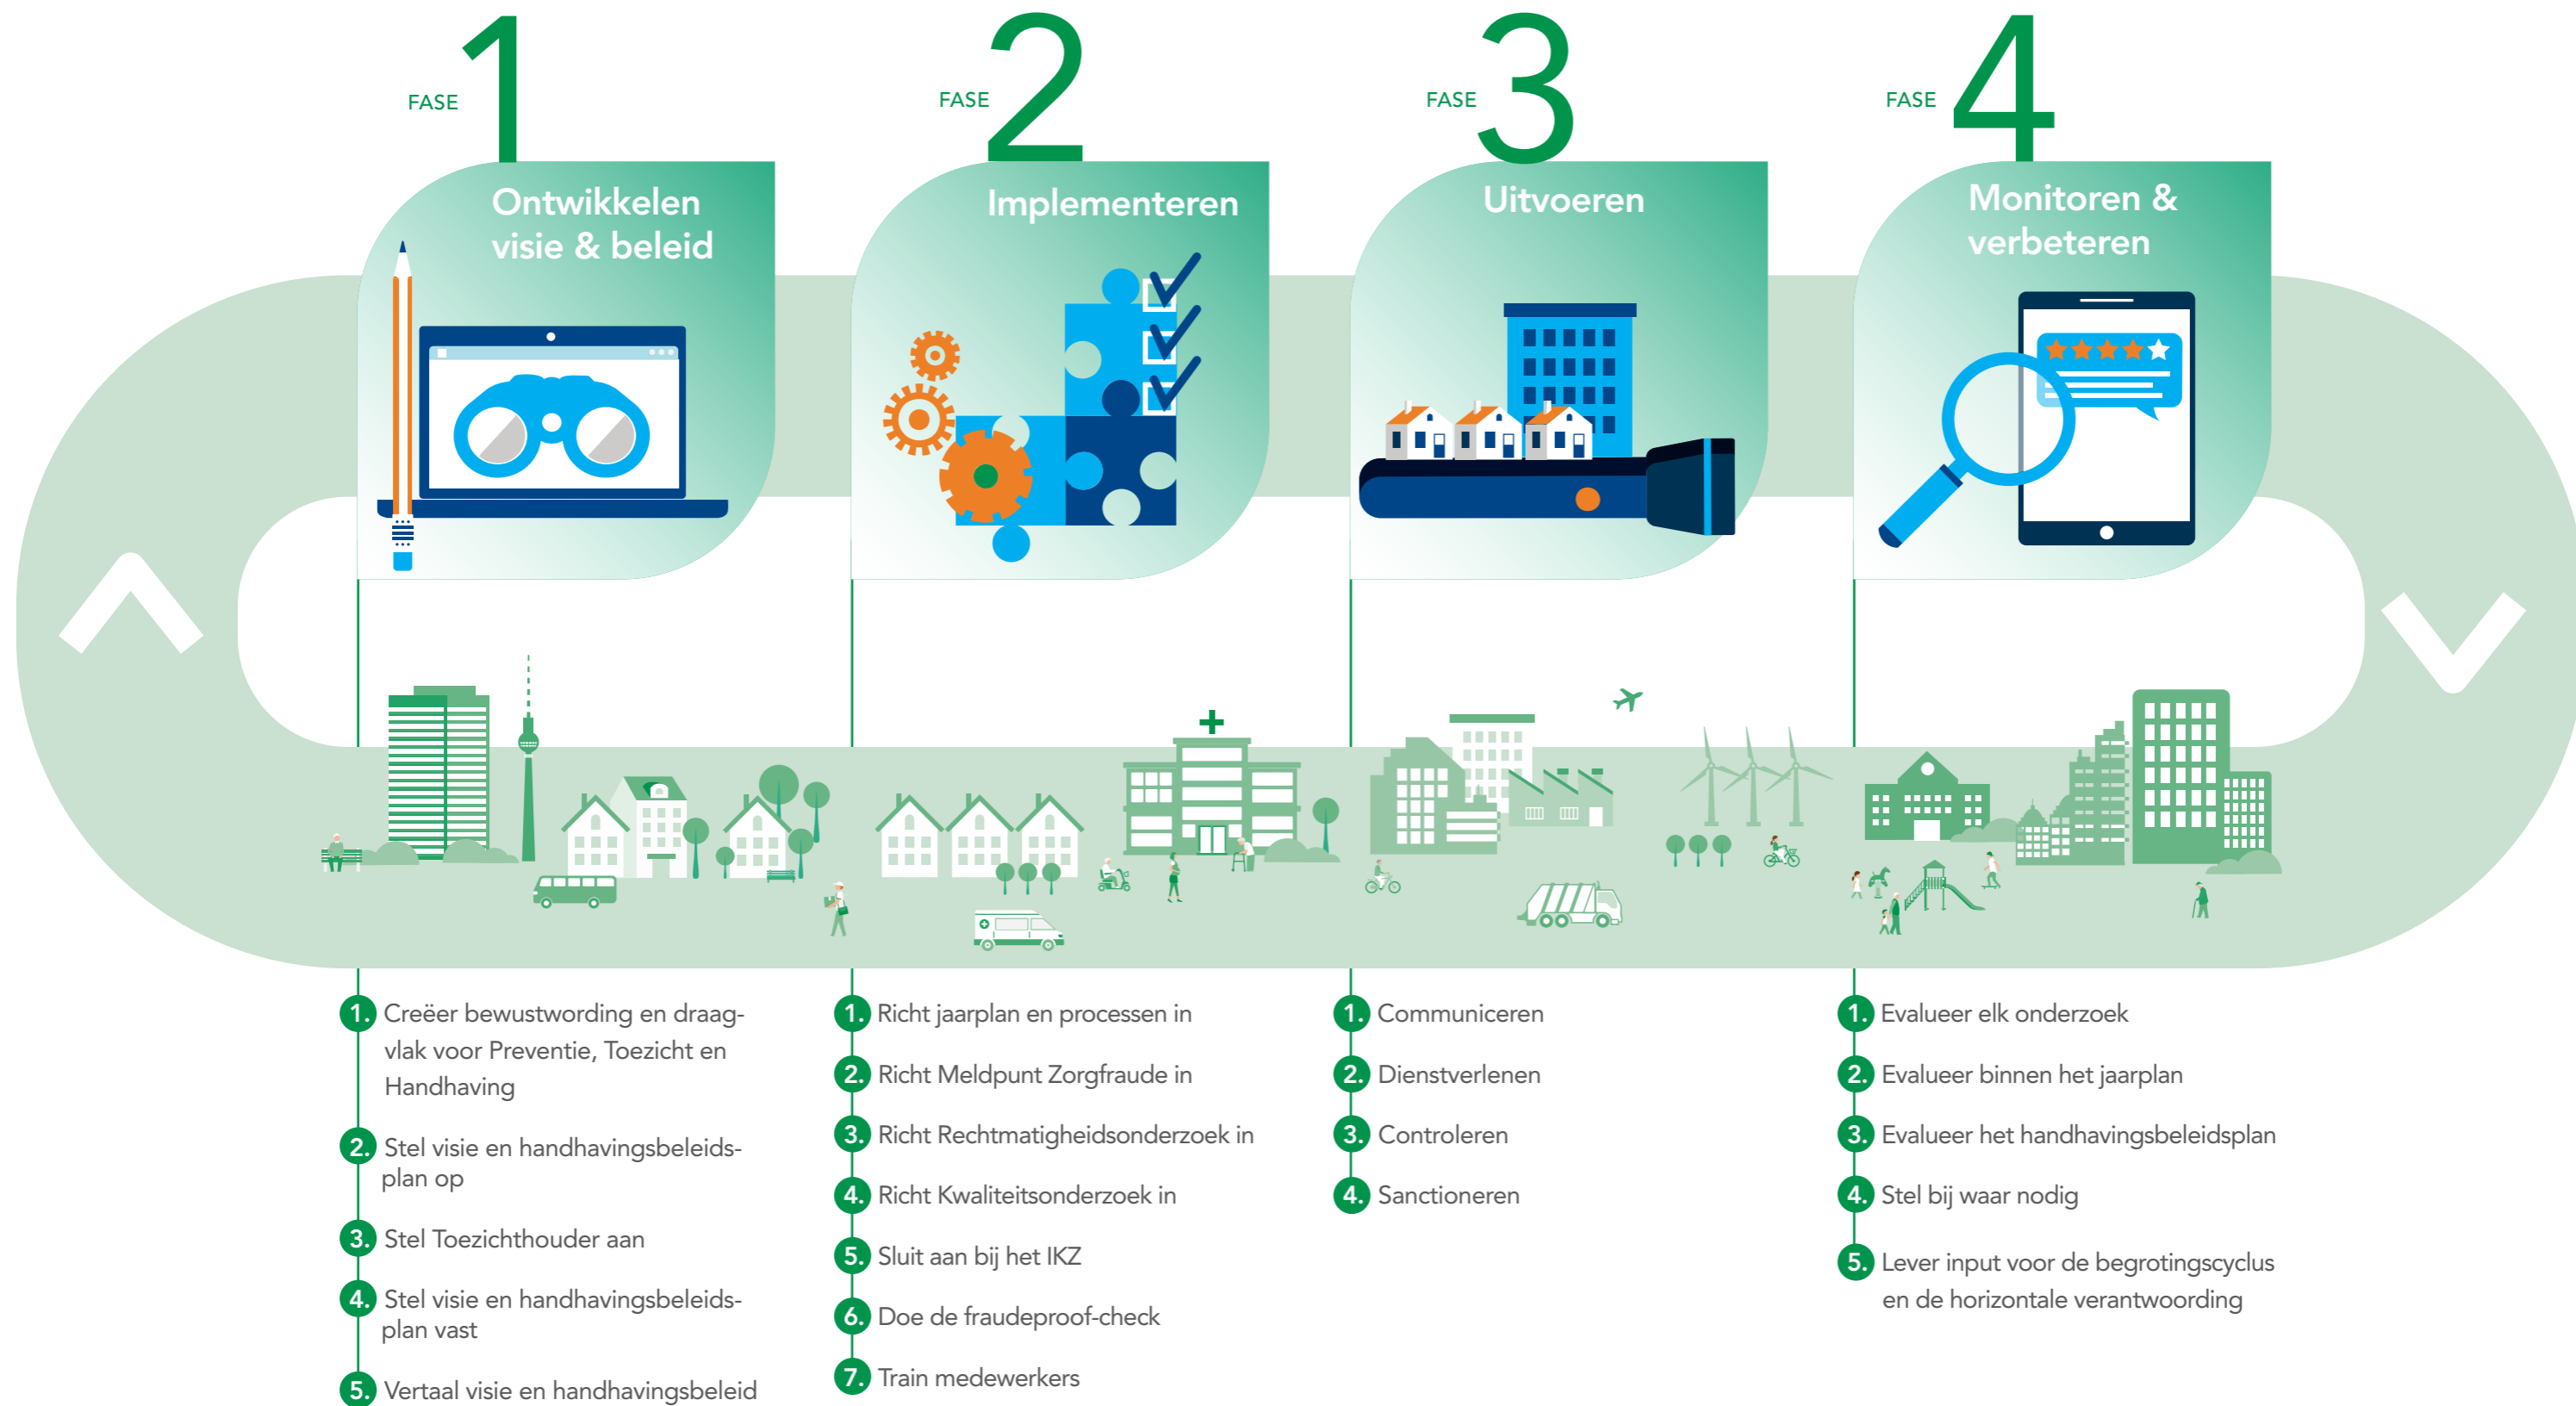 FASE 1
Ontwikkelen
visie & beleid
1. Creëer bewustwording en draag-
vlak voor Preventie, Toezicht en
Handhaving
2. Stel visie en handhavingsbeleids-
plan op
3. Stel Toezichthouder aan
4. Stel visie en handhavingsbeleids-
plan vast
5. Vertaal visie en handhavingsbeleid
FASE 2
Implementeren
1. Richt jaarplan en processen in
2. Richt Meldpunt Zorgfraude in
3. Richt Rechtmatigheidsonderzoek in
4. Richt Kwaliteitsonderzoek in
5. Sluit aan bij het IKZ
6. Doe de fraudeproof-check
7. Train medewerkers
FASE 3
Uitvoeren
1. Communiceren
2. Dienstverlenen
3. Controleren
4. Sanctioneren
FASE 4
Monitoren &
verbeteren
1. Evalueer elk onderzoek
2. Evalueer binnen het jaarplan
3. Evalueer het handhavingsbeleidsplan
4. Stel bij waar nodig
5. Lever input voor de begrotingscyclus
en de horizontale verantwoording